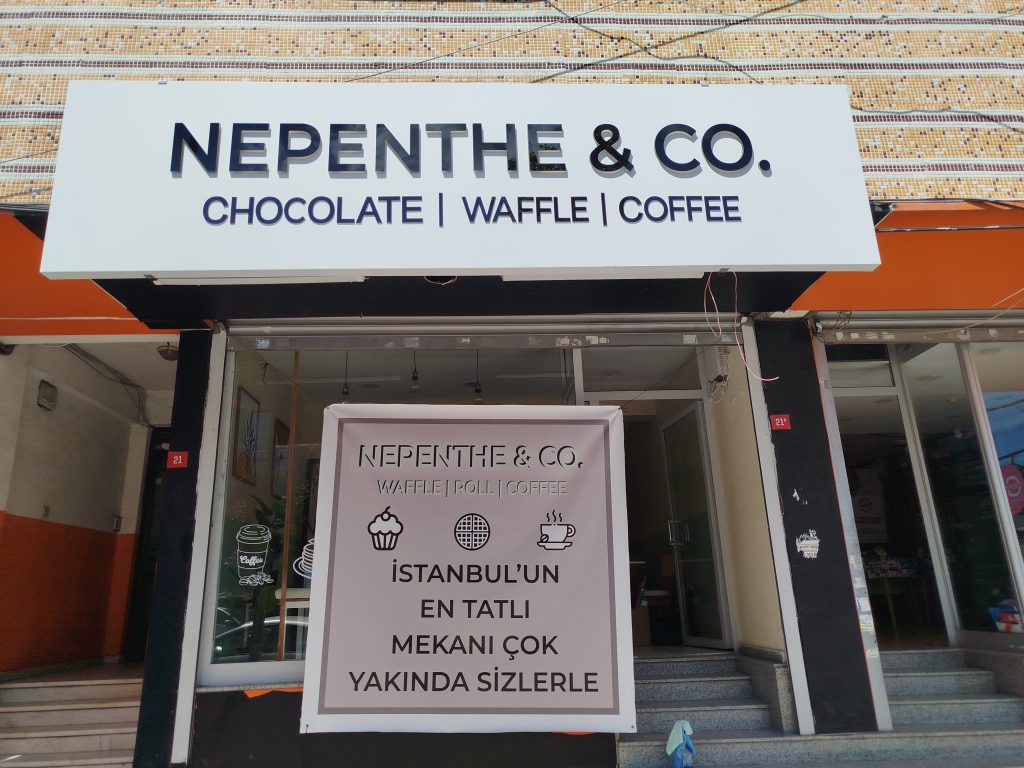 NEPENTHE & CO.
CHOCOLATE | WAFFLE | COFFEE
NEPENTHE & CO.
WAFFLE | ROLL | COFFEE
İSTANBUL'UN
EN TATLI
MEKANI ÇOK
YAKINDA SİZLERLE
Coffee
21
21A